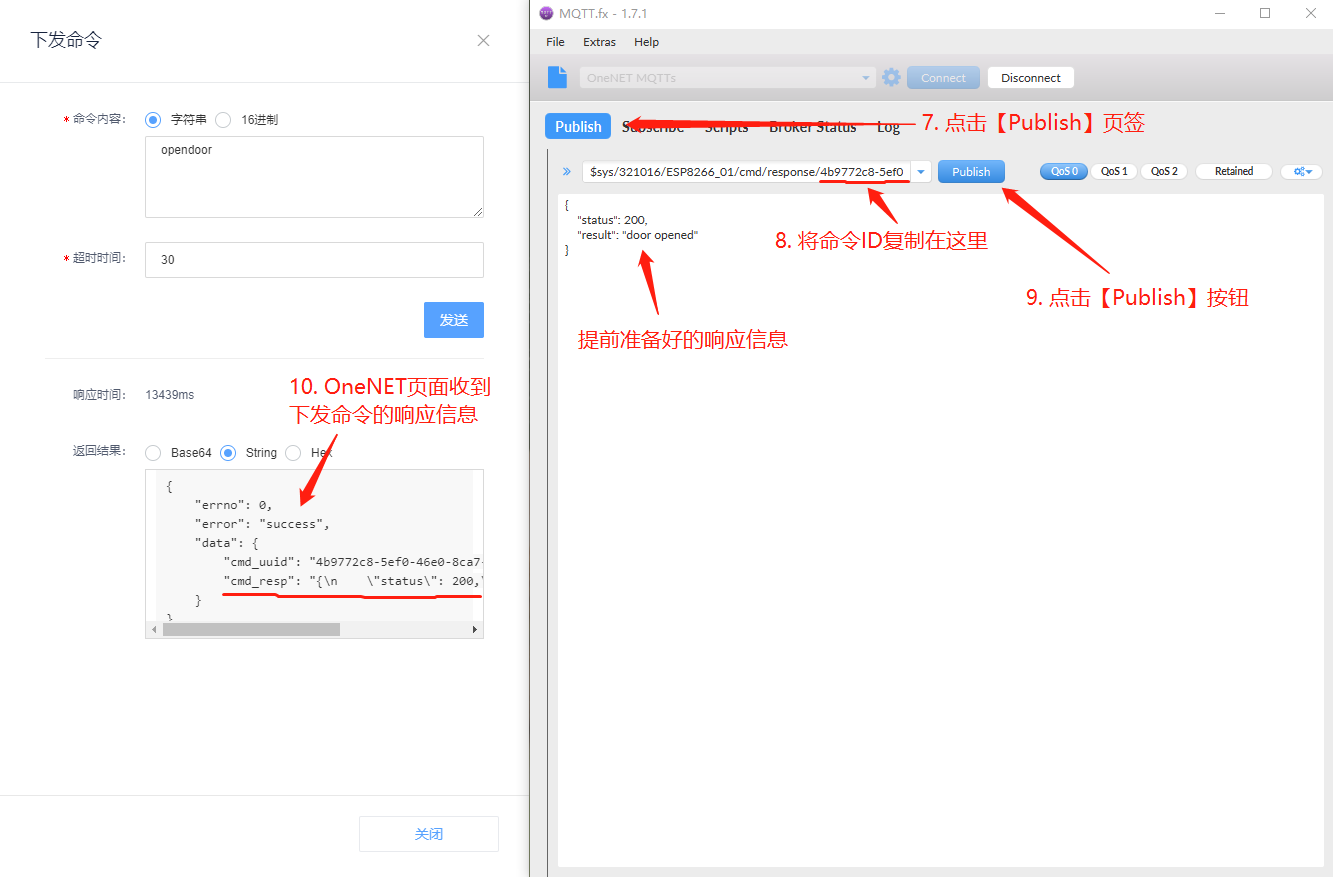 下发命令
* 命令内容:
字符串
16进制
opendoor
* 超时时间:
30
发送
响应时间:
13439ms
10. OneNET页面收到
下发命令的响应信息
返回结果:
Base64
String
Hex
{
"errno": 0,
"error": "success",
"data": {
"cmd_uuid": "4b9772c8-5ef0-46e0-8ca7-
"cmd_resp": "{\n    \"status\": 200,\
}
}
关闭
MQTT.fx - 1.7.1
File
Extras
Help
OneNET MQTTs
Connect
Disconnect
Publish
Subscribe
Scripts
Broker Status
Log
7. 点击【Publish】页签
$sys/321016/ESP8266_01/cmd/response/4b9772c8-5ef0
Publish
QoS 0
QoS 1
QoS 2
Retained
{
"status": 200,
"result": "door opened"
}
8. 将命令ID复制在这里
9. 点击【Publish】按钮
提前准备好的响应信息